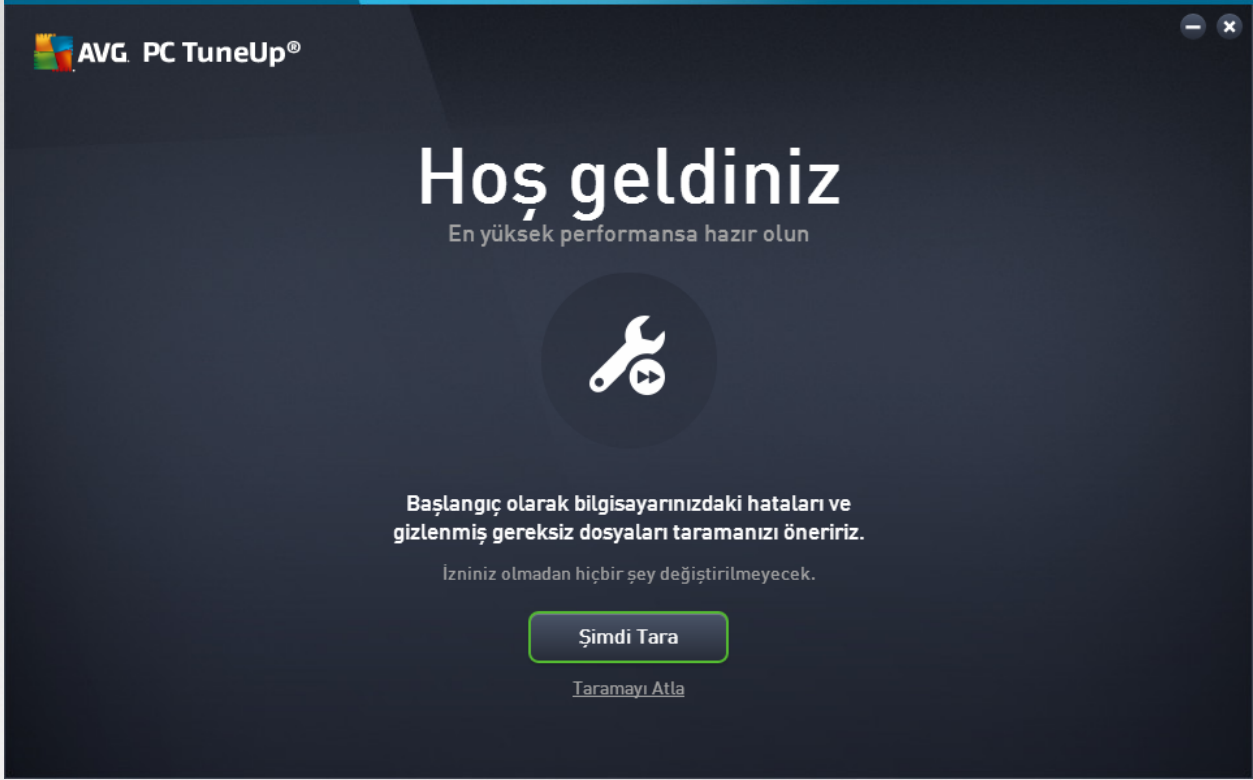 AVG. PC TuneUp®
Hoş geldiniz
En yüksek performansa hazır olun
Başlangıç olarak bilgisayarınızdaki hataları ve
gizlenmiş gereksiz dosyaları taramanızı öneririz.
İzniniz olmadan hiçbir şey değiştirilmeyecek.
Şimdi Tara
Taramayı Atla